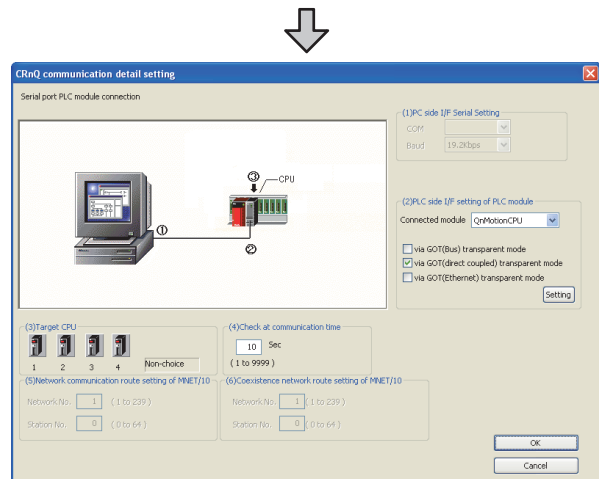 CRnQ communication detail setting
Serial port PLC module connection
(1)PC side I/F Serial Setting
COM
Baud 19.2Kbps
③ CPU
①
②
(2)PLC side I/F setting of PLC module
Connected module QnMotionCPU
via GOT(Bus) transparent mode
via GOT(direct coupled) transparent mode
via GOT(Ethernet) transparent mode
Setting
(3)Target CPU
1 2 3 4 Non-choice
(4)Check at communication time
10 Sec
( 1 to 9999 )
(5)Network communication route setting of MNET/10
Network No. 1 ( 1 to 239 )
Station No. 0 ( 0 to 64 )
(6)Coexistence network route setting of MNET/10
Network No. 1 ( 1 to 239 )
Station No. 0 ( 0 to 64 )
OK
Cancel